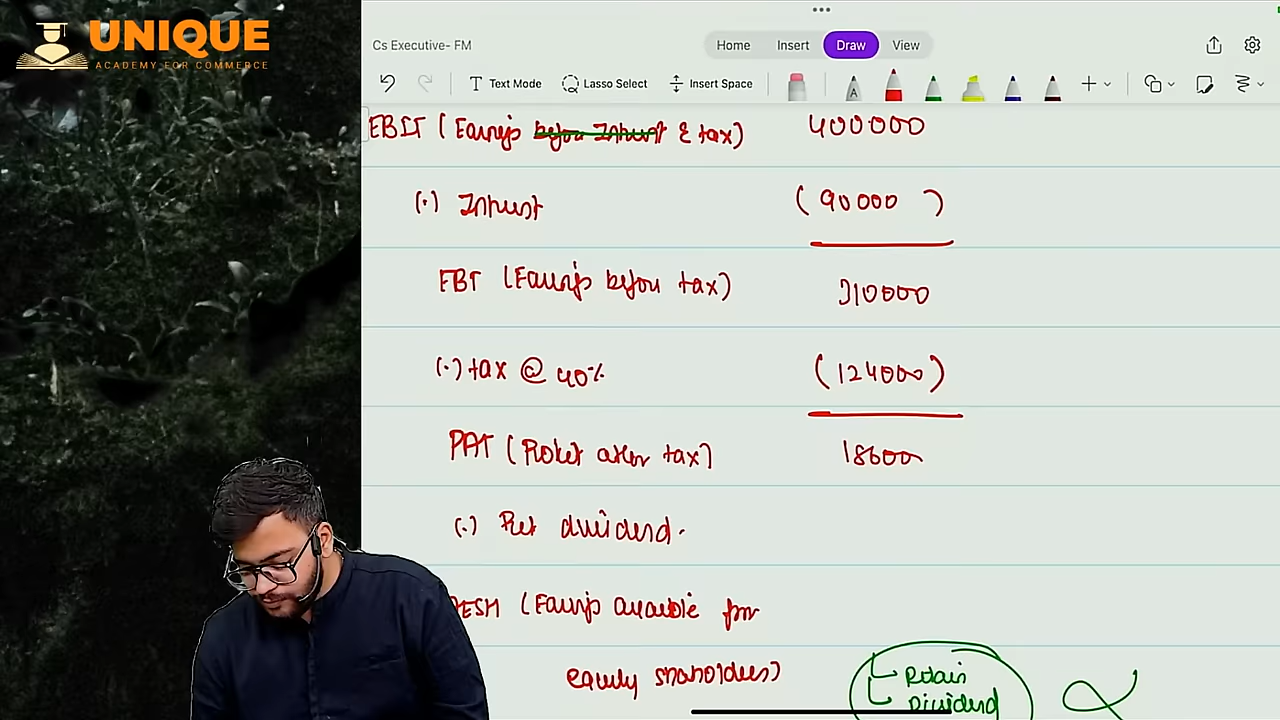 UNIQUE
ACADEMY FOR COMMERCE
Cs Executive- FM
Home Insert Draw View
Text Mode Lasso Select Insert Space
EBIT (Earnings before Interest & tax) 400000
(-) Interest (90000)
EBT (Earnings before tax) 310000
(-) tax @ 40% (124000)
PAT (Profit after tax) 18600
(-) Pref dividend.
AESH (Earnings available for
equity shareholders)
Retain
Dividend